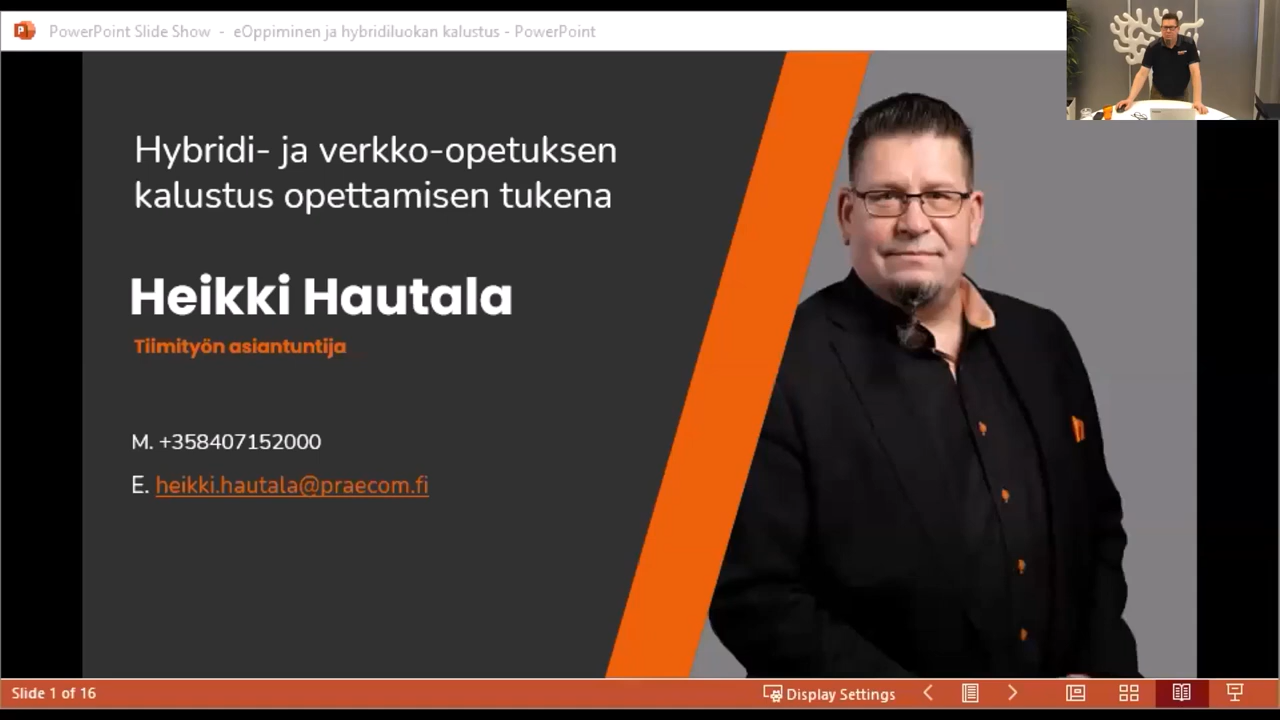 PowerPoint Slide Show - eOppiminen ja hybridiluokan kalustus - PowerPoint
Hybridi- ja verkko-opetuksen
kalustus opettamisen tukena
Heikki Hautala
Tiimityön asiantuntija
M. +358407152000
E. heikki.hautala@praecom.fi
Slide 1 of 16
Display Settings